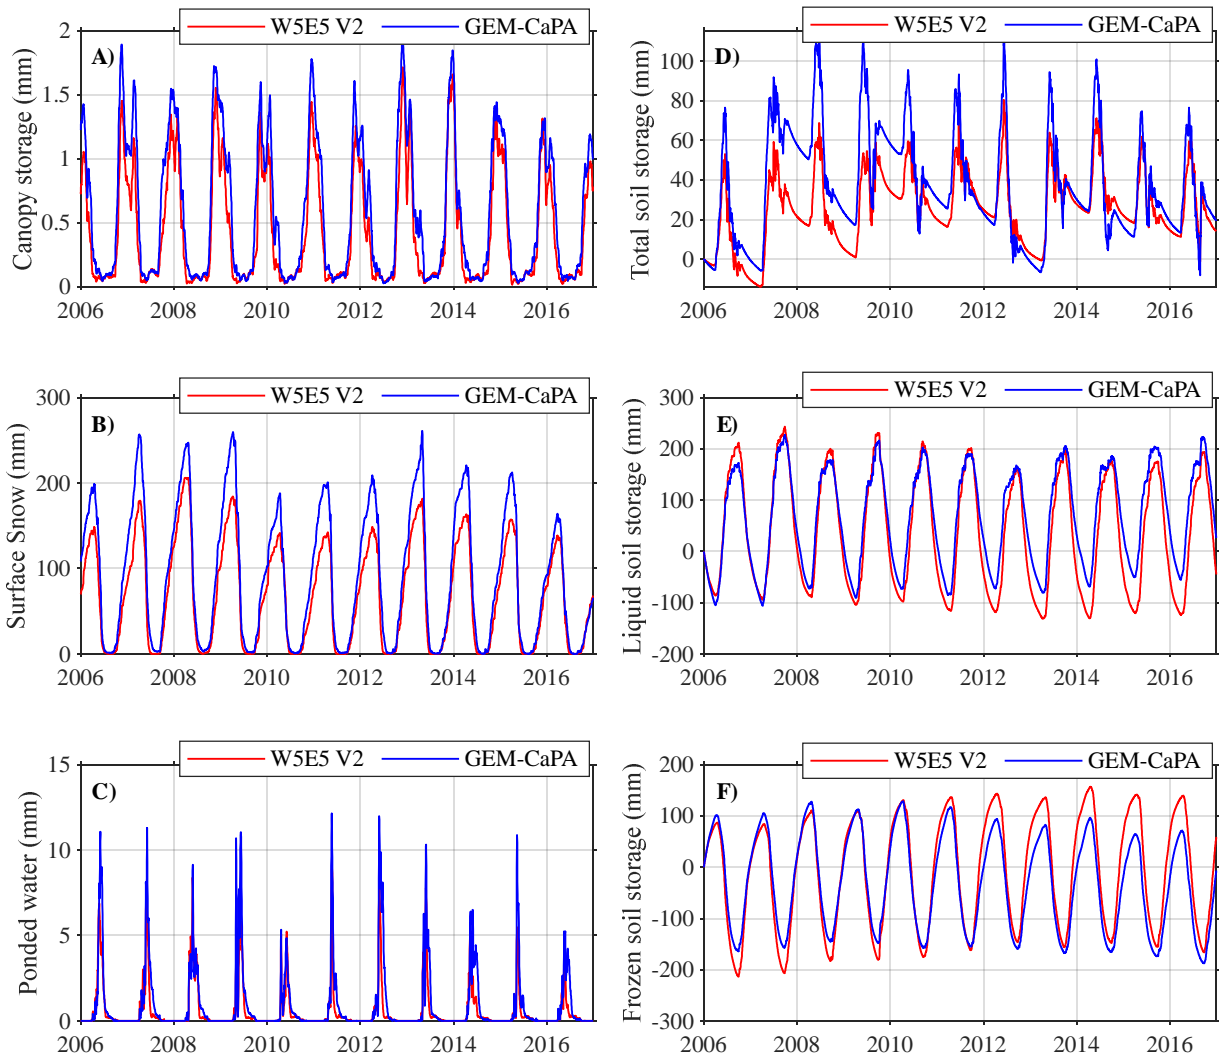 W5E5 V2 GEM-CaPA
A)
Canopy storage (mm)
2
1.5
1
0.5
0
2006 2008 2010 2012 2014 2016
W5E5 V2 GEM-CaPA
D)
Total soil storage (mm)
100
80
60
40
20
0
2006 2008 2010 2012 2014 2016
W5E5 V2 GEM-CaPA
B)
Surface Snow (mm)
300
200
100
0
2006 2008 2010 2012 2014 2016
W5E5 V2 GEM-CaPA
E)
Liquid soil storage (mm)
300
200
100
0
-100
-200
2006 2008 2010 2012 2014 2016
W5E5 V2 GEM-CaPA
C)
Ponded water (mm)
15
10
5
0
2006 2008 2010 2012 2014 2016
W5E5 V2 GEM-CaPA
F)
Frozen soil storage (mm)
200
100
0
-100
-200
-300
2006 2008 2010 2012 2014 2016